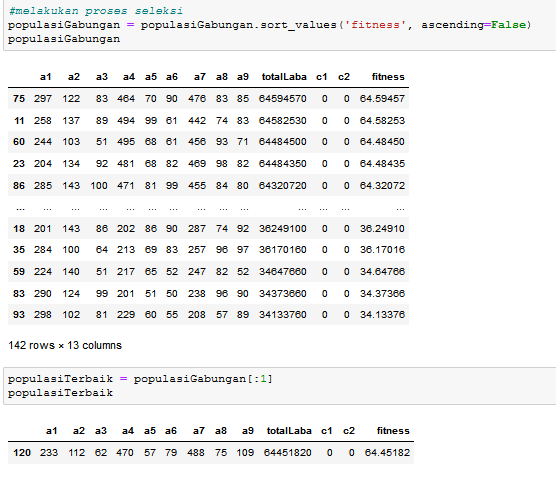 #melakukan proses seleksi
populasiGabungan = populasiGabungan.sort_values('fitness', ascending=False)
populasiGabungan
a1 a2 a3 a4 a5 a6 a7 a8 a9 totalLaba c1 c2 fitness
75 297 122 83 464 70 90 476 83 85 64594570 0 0 64.59457
11 258 137 89 494 99 61 442 74 83 64582530 0 0 64.58253
60 244 103 51 495 68 61 456 93 71 64484500 0 0 64.48450
23 204 134 92 481 68 82 469 98 82 64484350 0 0 64.48435
86 285 143 100 471 81 99 455 84 80 64320720 0 0 64.32072
... ... ... ... ... ... ... ... ... ... ... ... ... ...
18 201 143 86 202 86 90 287 74 92 36249100 0 0 36.24910
35 284 100 64 213 69 83 257 96 97 36170160 0 0 36.17016
59 224 140 51 217 65 52 247 82 52 34647660 0 0 34.64766
83 290 124 99 201 51 50 238 96 90 34373660 0 0 34.37366
93 298 102 81 229 60 55 208 57 89 34133760 0 0 34.13376
142 rows × 13 columns
populasiTerbaik = populasiGabungan[:1]
populasiTerbaik
a1 a2 a3 a4 a5 a6 a7 a8 a9 totalLaba c1 c2 fitness
120 233 112 62 470 57 79 488 75 109 64451820 0 0 64.45182